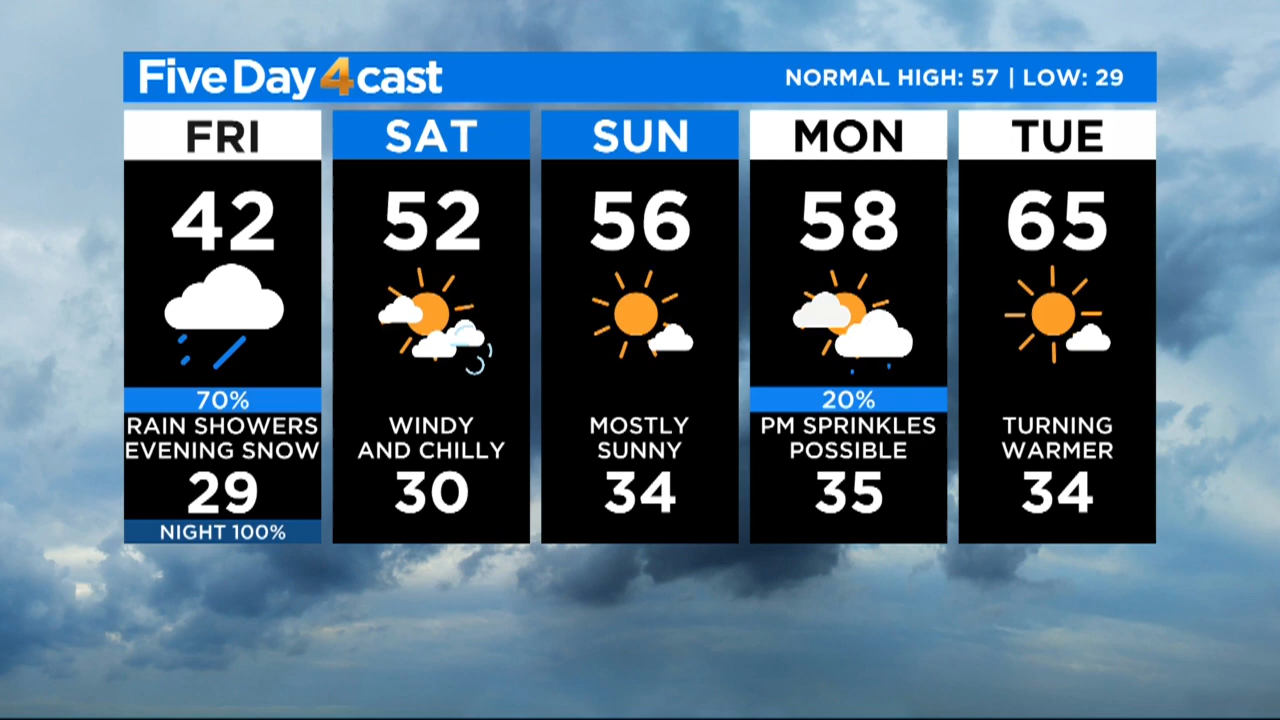 Five Day 4cast
NORMAL HIGH: 57 | LOW: 29
FRI
42
70%
RAIN SHOWERS
EVENING SNOW
29
NIGHT 100%
SAT
52
WINDY
AND CHILLY
30
SUN
56
MOSTLY
SUNNY
34
MON
58
20%
PM SPRINKLES
POSSIBLE
35
TUE
65
TURNING
WARMER
34